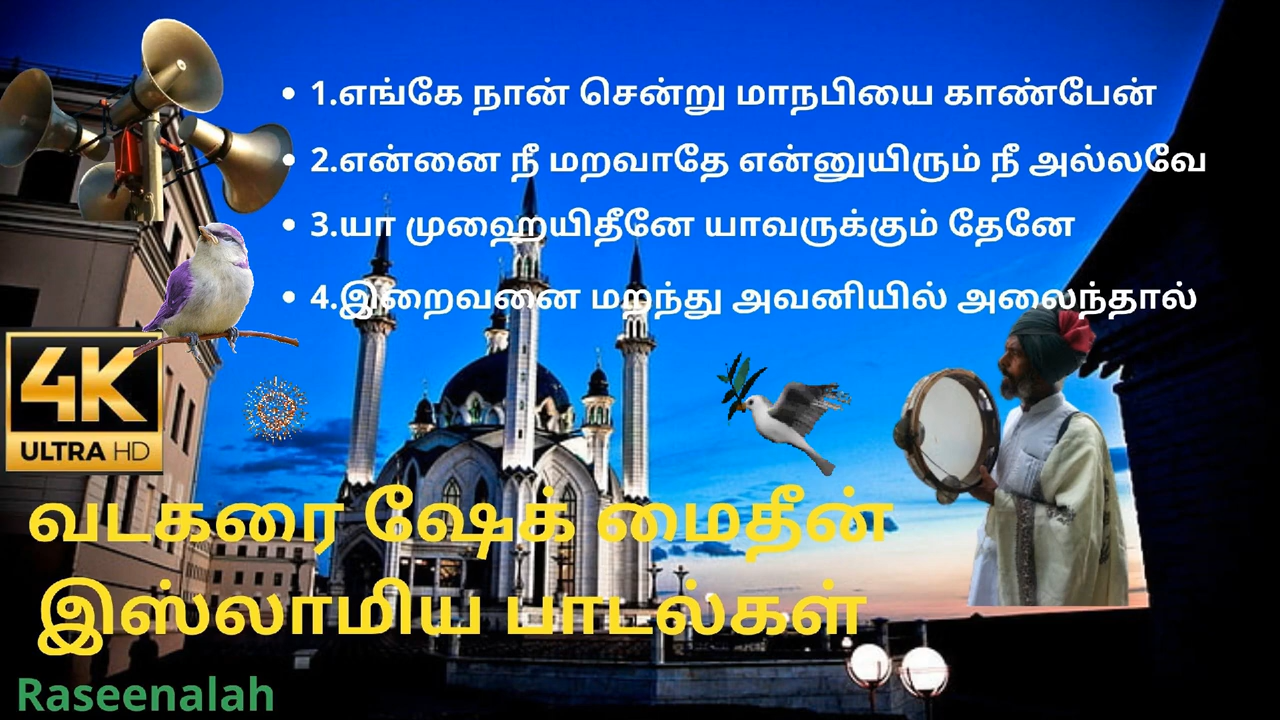 • 1.எங்கே நான் சென்று மாநபியை காண்பேன்
• 2.என்னை நீ மறவாதே என்னுயிரும் நீ அல்லவே
• 3.யா முஹையிதீனே யாவருக்கும் தேனே
• 4.இறைவனை மறந்து அவனியில் அலைந்தால்
4K
ULTRA HD
வடகரை ஷேக் மைதீன்
இஸ்லாமிய பாடல்கள்
Raseenalah